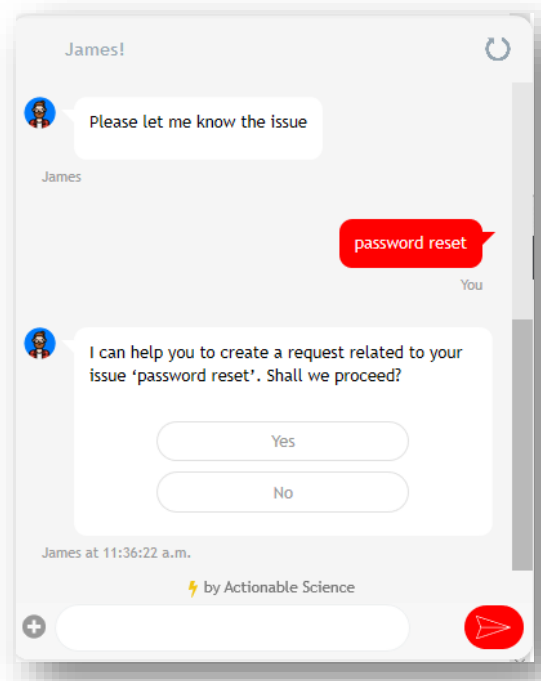 James!
Please let me know the issue
James
password reset
You
I can help you to create a request related to your
issue ‘password reset’. Shall we proceed?
Yes
No
James at 11:36:22 a.m.
by Actionable Science